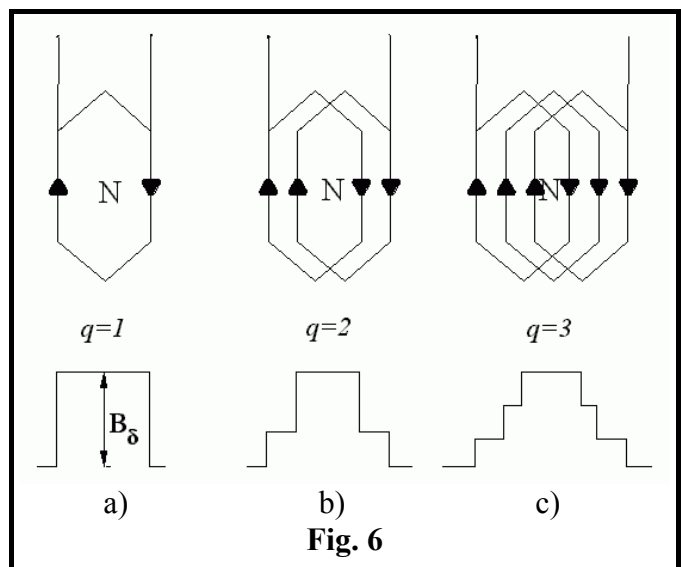 N N N
q=1 q=2 q=3
Bδ
a) b) c)
Fig. 6